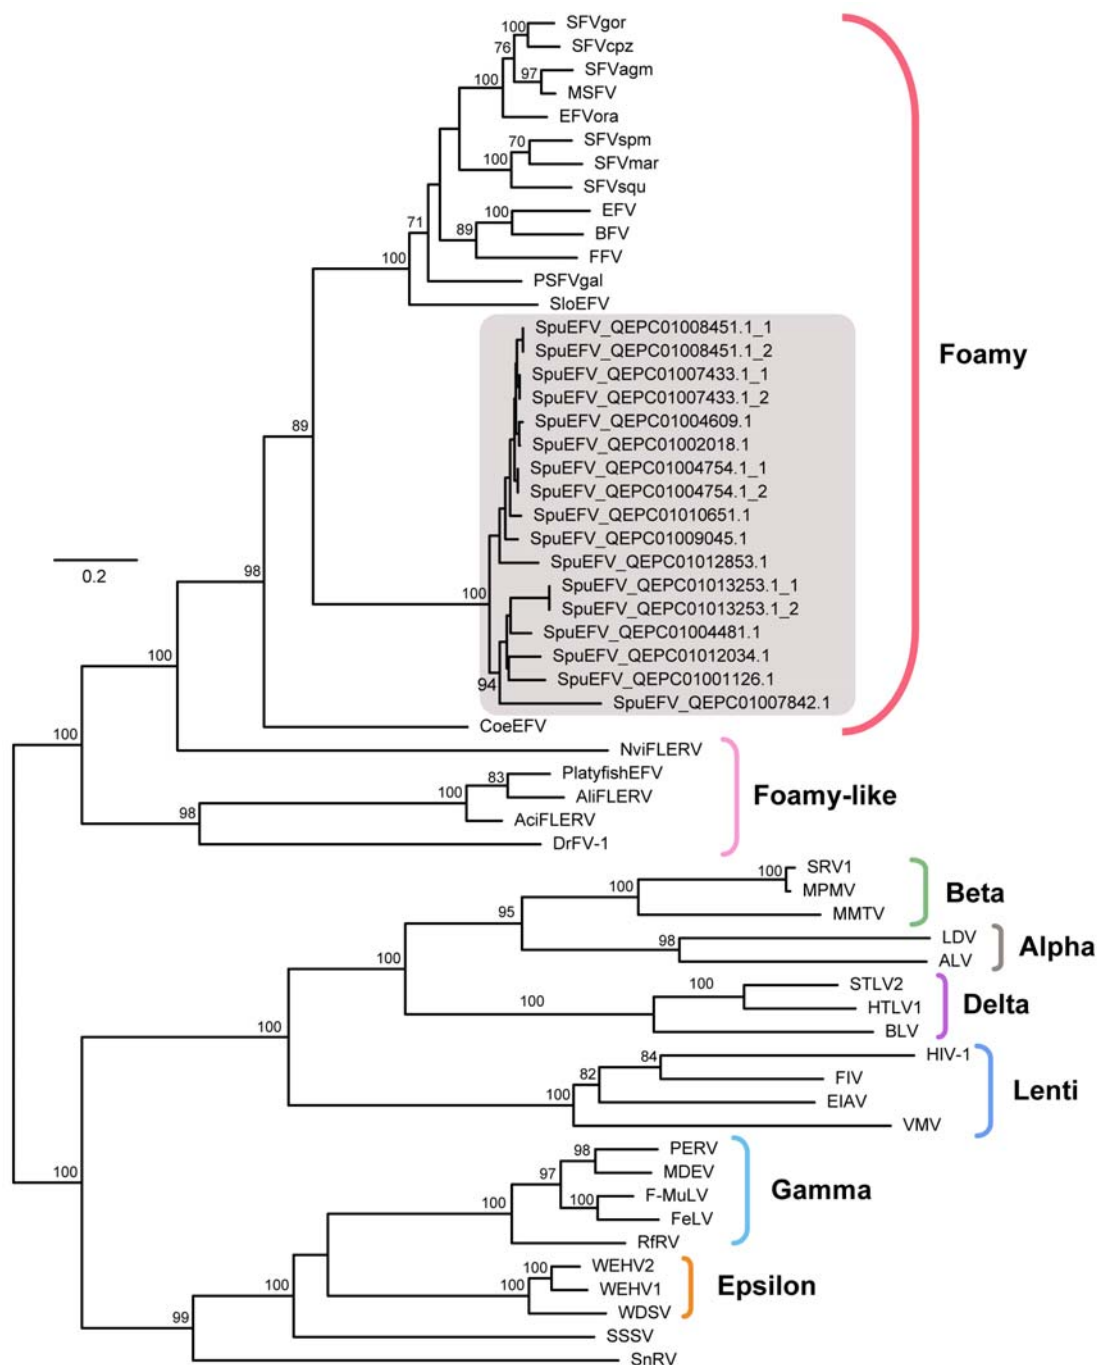 SFVgor
100
SFVcpz
76
SFVagm
97
100
MSFV
EFVora
SFVspm
70
SFVmar
100
SFVsqu
EFV
100
BFV
71
89
FFV
100
PSFVgal
SloEFV
SpuEFV_QEPC01008451.1_1
SpuEFV_QEPC01008451.1_2
Foamy
SpuEFV_QEPC01007433.1_1
SpuEFV_QEPC01007433.1_2
SpuEFV_QEPC01004609.1
89
SpuEFV_QEPC01002018.1
SpuEFV_QEPC01004754.1_1
SpuEFV_QEPC01004754.1_2
SpuEFV_QEPC01010651.1
SpuEFV_QEPC01009045.1
SpuEFV_QEPC01012853.1
0.2
98
SpuEFV_QEPC01013253.1_1
100
SpuEFV_QEPC01013253.1_2
SpuEFV_QEPC01004481.1
SpuEFV_QEPC01012034.1
100
SpuEFV_QEPC01001126.1
94
SpuEFV_QEPC01007842.1
CoeEFV
100
NviFLERV
PlatyfishEFV
83
AliFLERV
Foamy-like
100
98
AciFLERV
DrFV-1
SRV1
100
100
MPMV
Beta
MMTV
95
LDV
98
Alpha
ALV
100
STLV2
100
HTLV1
Delta
100
BLV
100
HIV-1
84
FIV
82
EIAV
Lenti
100
VMV
PERV
98
MDEV
97
100
F-MuLV
Gamma
100
FeLV
100
RfRV
WEHV2
100
WEHV1
100
100
Epsilon
WDSV
99
SSSV
SnRV